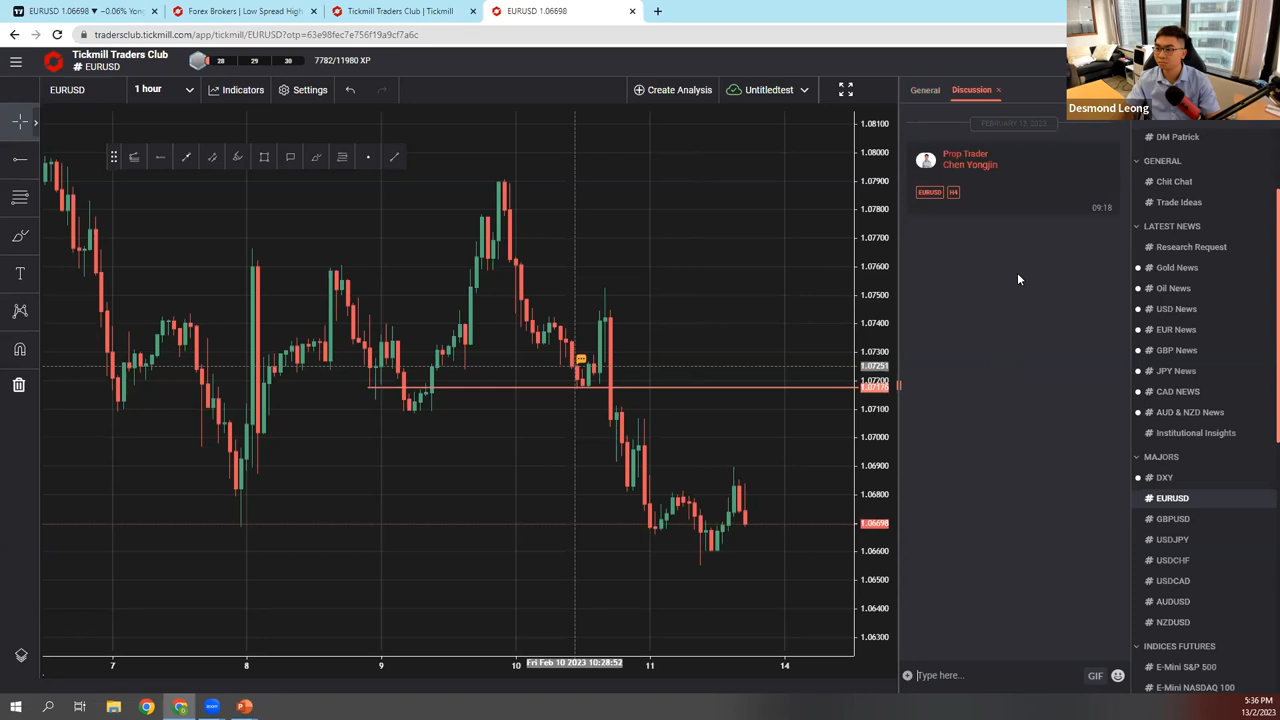 EURUSD 1.06698 ▼ −0.06% Yong
Forex Brokers | Low Spread High
Tickmill Traders Club | Tickmill
EURUSD 1.06698
tradersclub.tickmill.com/app/tickmill/EURUSD?otp=63e98fec7e756f19a9cf7a6c
Tickmill Traders Club
# EURUSD
28
29
30
7782/11980 XP
Desmond Leong
EURUSD
1 hour
Indicators
Settings
Create Analysis
Untitledtest
General
Discussion
FEBRUARY 13, 2023
Prop Trader
Chen Yongjin
EURUSD
H4
09:18
DM Patrick
GENERAL
# Chit Chat
# Trade Ideas
LATEST NEWS
# Research Request
# Gold News
# Oil News
# USD News
# EUR News
# GBP News
# JPY News
# CAD NEWS
# AUD & NZD News
# Institutional Insights
MAJORS
# DXY
# EURUSD
# GBPUSD
# USDJPY
# USDCHF
# USDCAD
# AUDUSD
# NZDUSD
INDICES FUTURES
# E-Mini S&P 500
# E-Mini NASDAQ 100
1.08100
1.08000
1.07900
1.07800
1.07700
1.07600
1.07500
1.07400
1.07300
1.07251
1.07200
1.07176
1.07100
1.07000
1.06900
1.06800
1.06698
1.06600
1.06500
1.06400
1.06300
7
8
9
10
Fri Feb 10 2023 10:28:52
11
14
Type here...
GIF
5:36 PM
13/2/2023